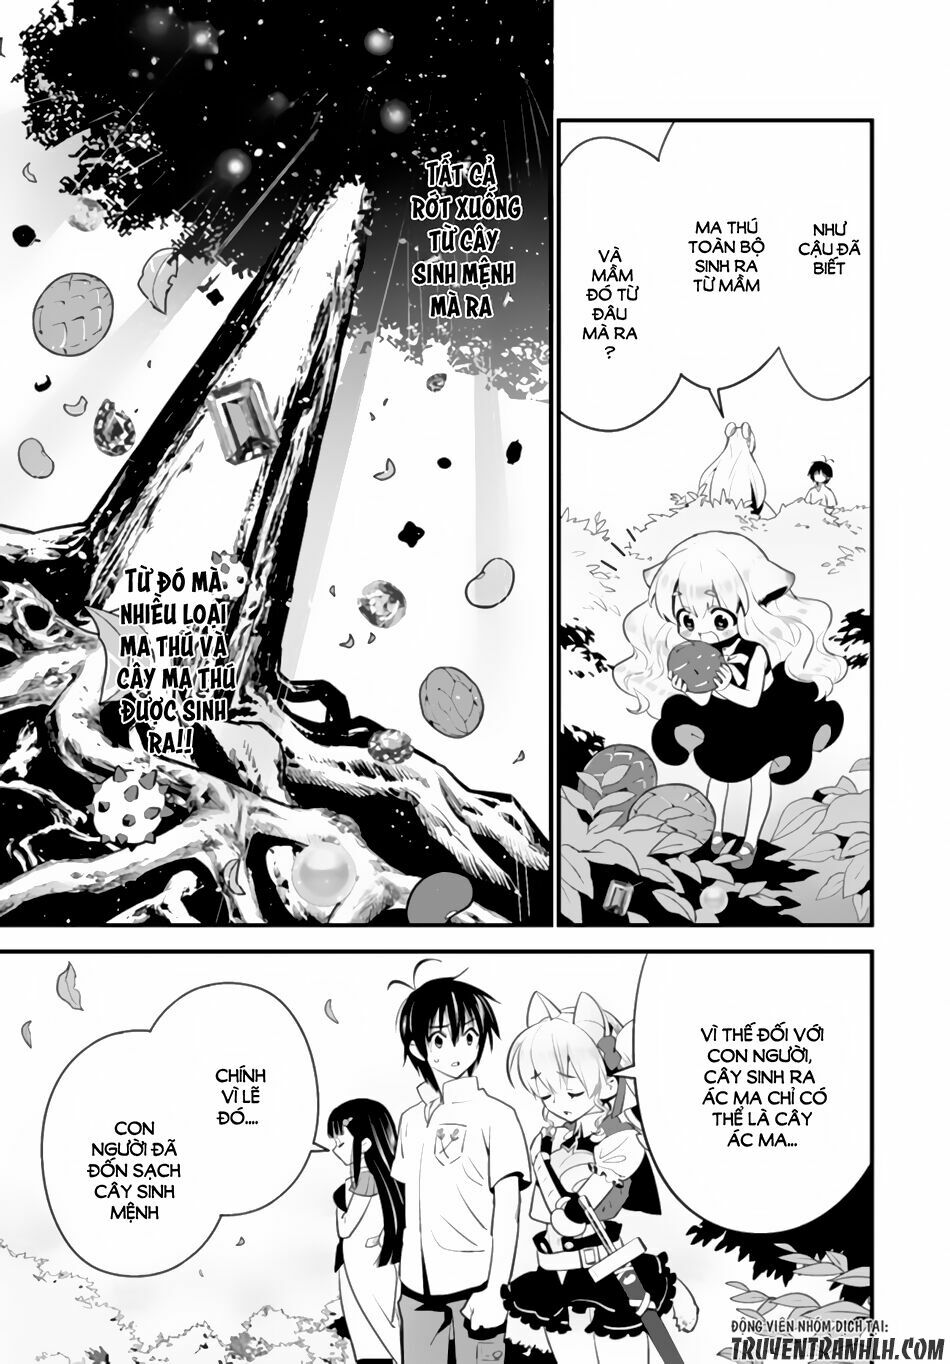 NHƯ
CẬU ĐÃ
BIẾT
MA THÚ
TOÀN BỘ
SINH RA
TỪ MẦM
VÀ
MẦM
ĐÓ TỪ
ĐÂU
MÀ RA
?
TẤT CẢ
RỚT XUỐNG
TỪ CÂY
SINH MỆNH
MÀ RA
TỪ ĐÓ MÀ
NHIỀU LOẠI
MA THÚ VÀ
CÂY MA THÚ
ĐƯỢC SINH
RA!!
VÌ THẾ ĐỐI VỚI
CON NGƯỜI,
CÂY SINH RA
ÁC MA CHỈ CÓ
THỂ LÀ CÂY
ÁC MA...
CHÍNH
VÌ LẼ
ĐÓ....
CON
NGƯỜI ĐÃ
ĐỐN SẠCH
CÂY SINH
MỆNH
ĐỘNG VIÊN NHÓM DỊCH TẠI:
TRUYENTRANHLH.COM